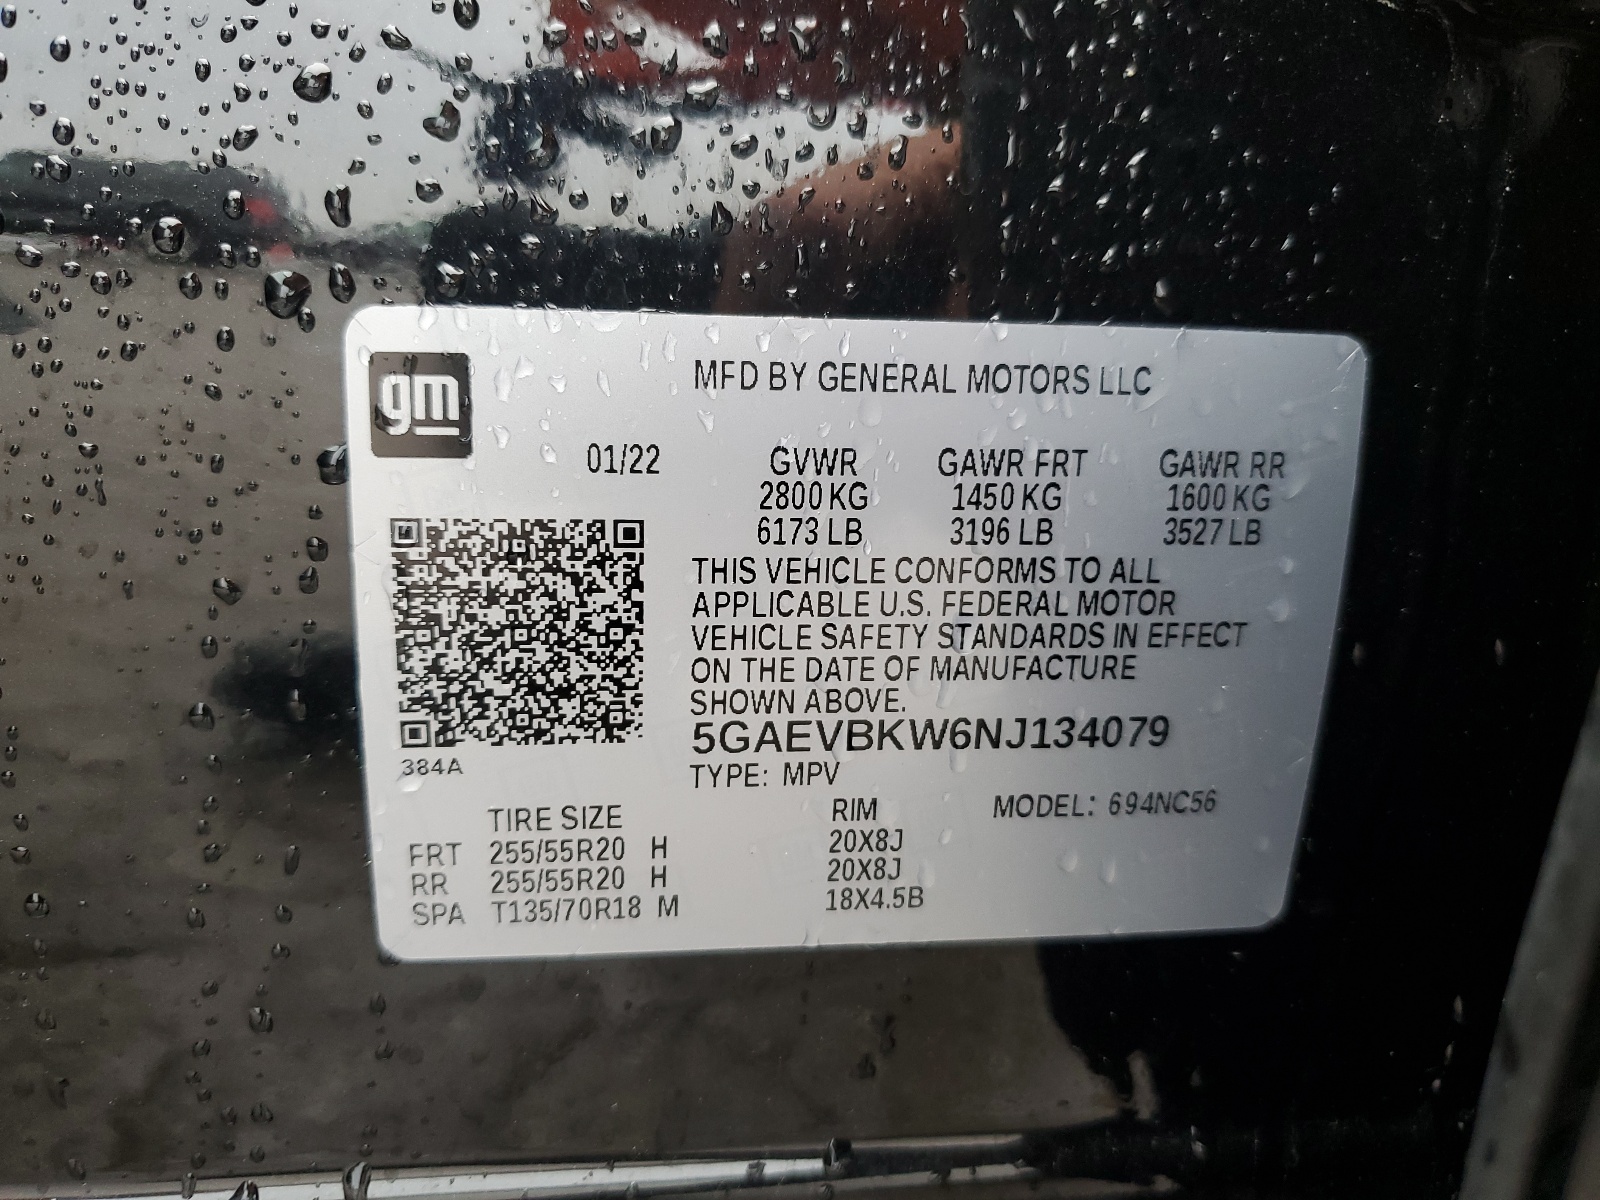 gm
MFD BY GENERAL MOTORS LLC
01/22 GVWR GAWR FRT GAWR RR
2800 KG 1450 KG 1600 KG
6173 LB 3196 LB 3527 LB
THIS VEHICLE CONFORMS TO ALL
APPLICABLE U.S. FEDERAL MOTOR
VEHICLE SAFETY STANDARDS IN EFFECT
ON THE DATE OF MANUFACTURE
SHOWN ABOVE.
5GAEVBKW6NJ134079
384A
TYPE: MPV
TIRE SIZE RIM MODEL: 694NC56
FRT 255/55R20 H 20X8J
RR 255/55R20 H 20X8J
SPA T135/70R18 M 18X4.5B